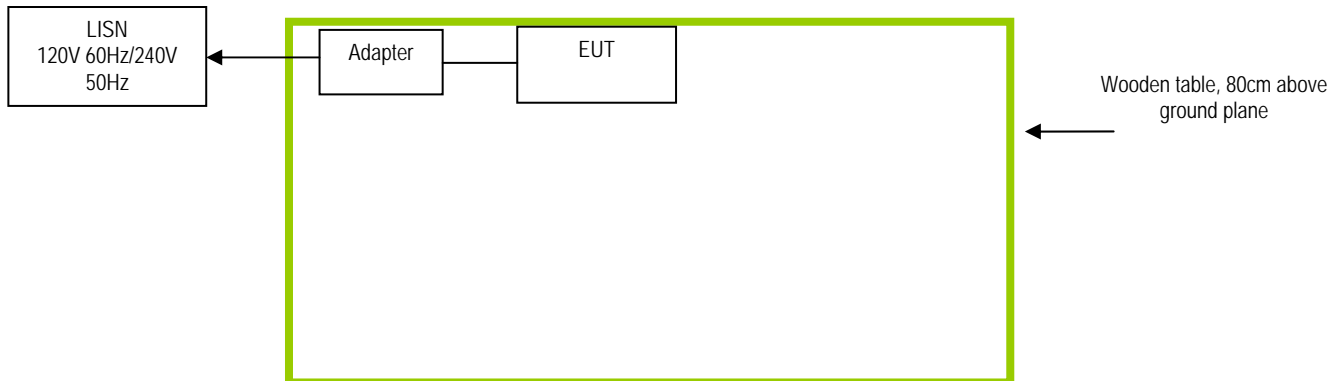 LISN
120V 60Hz/240V
50Hz
Adapter
EUT
Wooden table, 80cm above
ground plane